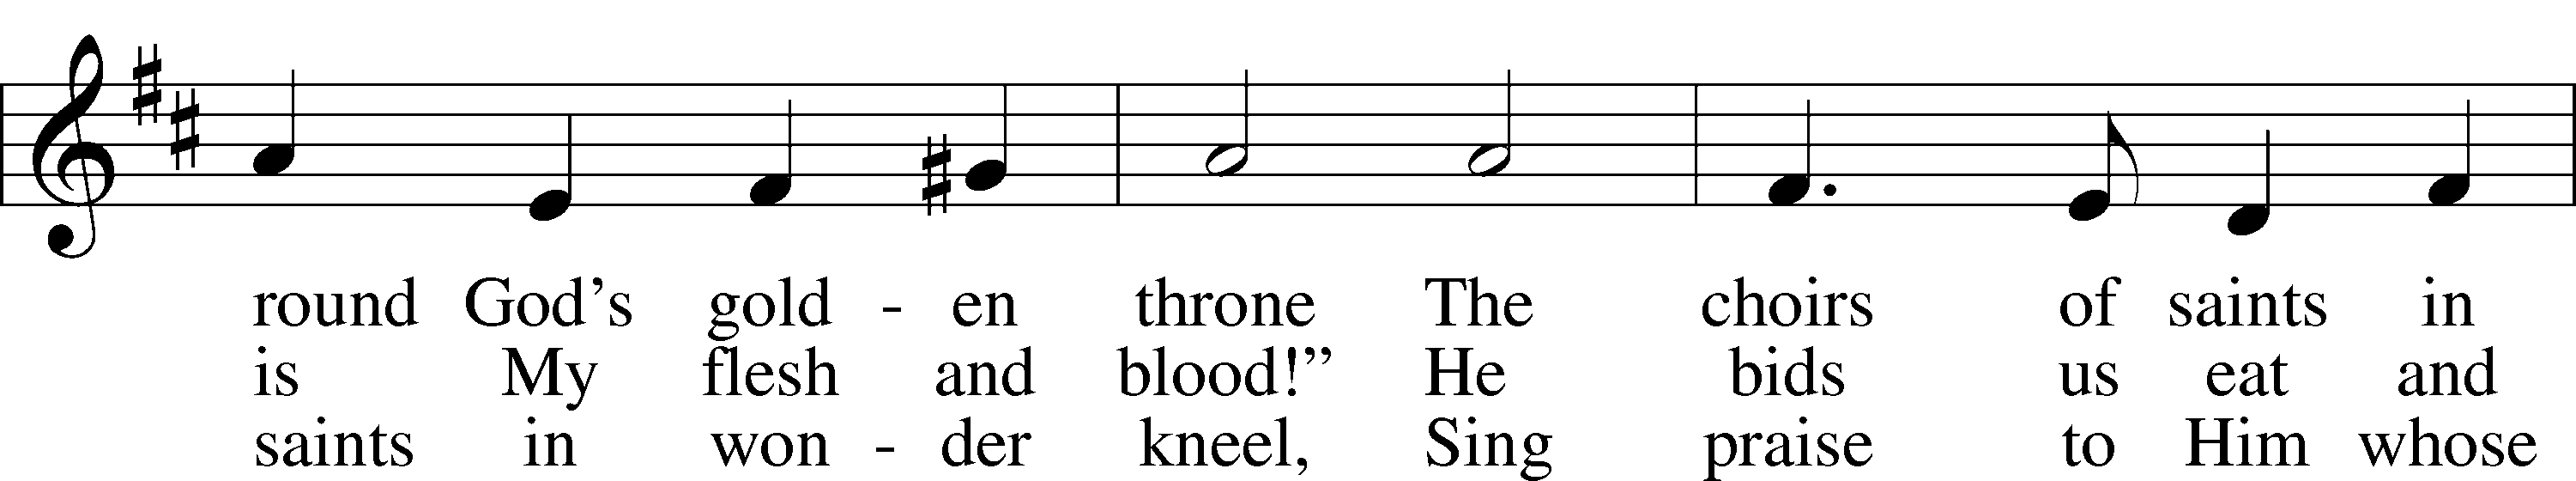 round God’s gold - en throne The choirs of saints in
is My flesh and blood!” He bids us eat and
saints in won - der kneel, Sing praise to Him whose